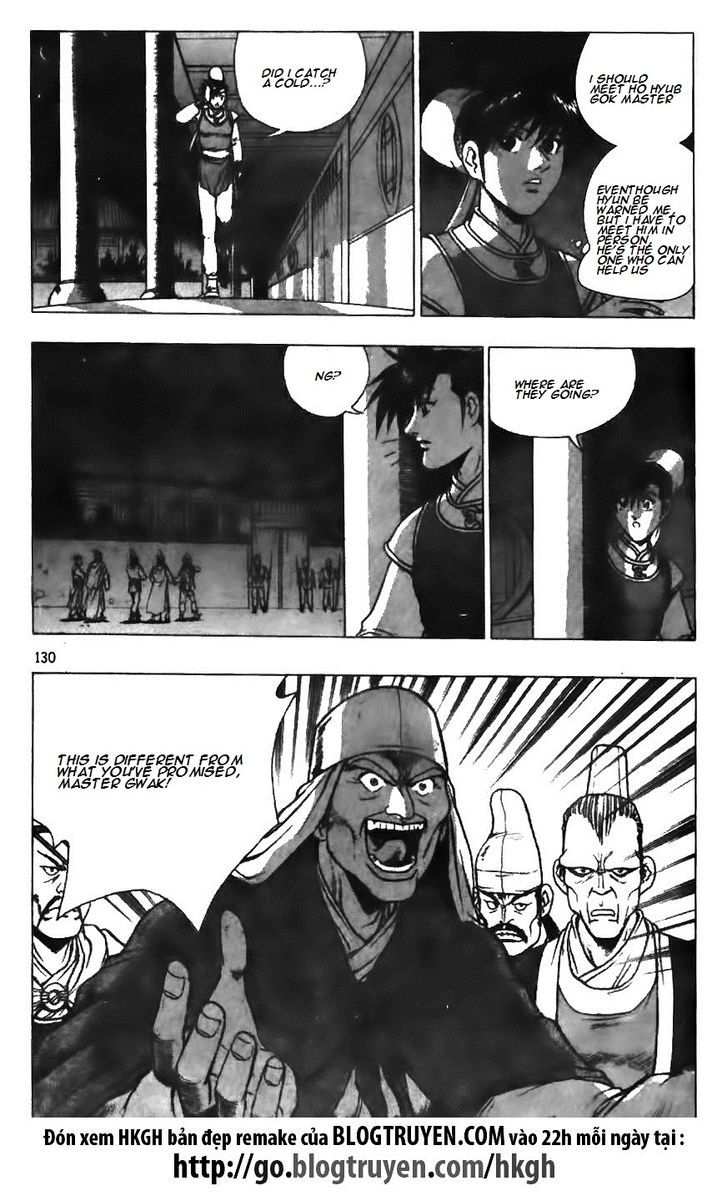 DID I CATCH
A COLD...?
I SHOULD
MEET HO HYUB
GOK MASTER
EVENTHOUGH
HYUN BE
WARNED ME,
BUT I HAVE TO
MEET HIM IN
PERSON,
HE'S THE ONLY
ONE WHO CAN
HELP US
NG?
WHERE ARE
THEY GOING?
130
THIS IS DIFFERENT FROM
WHAT YOU'VE PROMISED,
MASTER GWAK!
Đón xem HKGH bản đẹp remake của BLOGTRUYEN.COM vào 22h mỗi ngày tại :
http://go.blogtruyen.com/hkgh